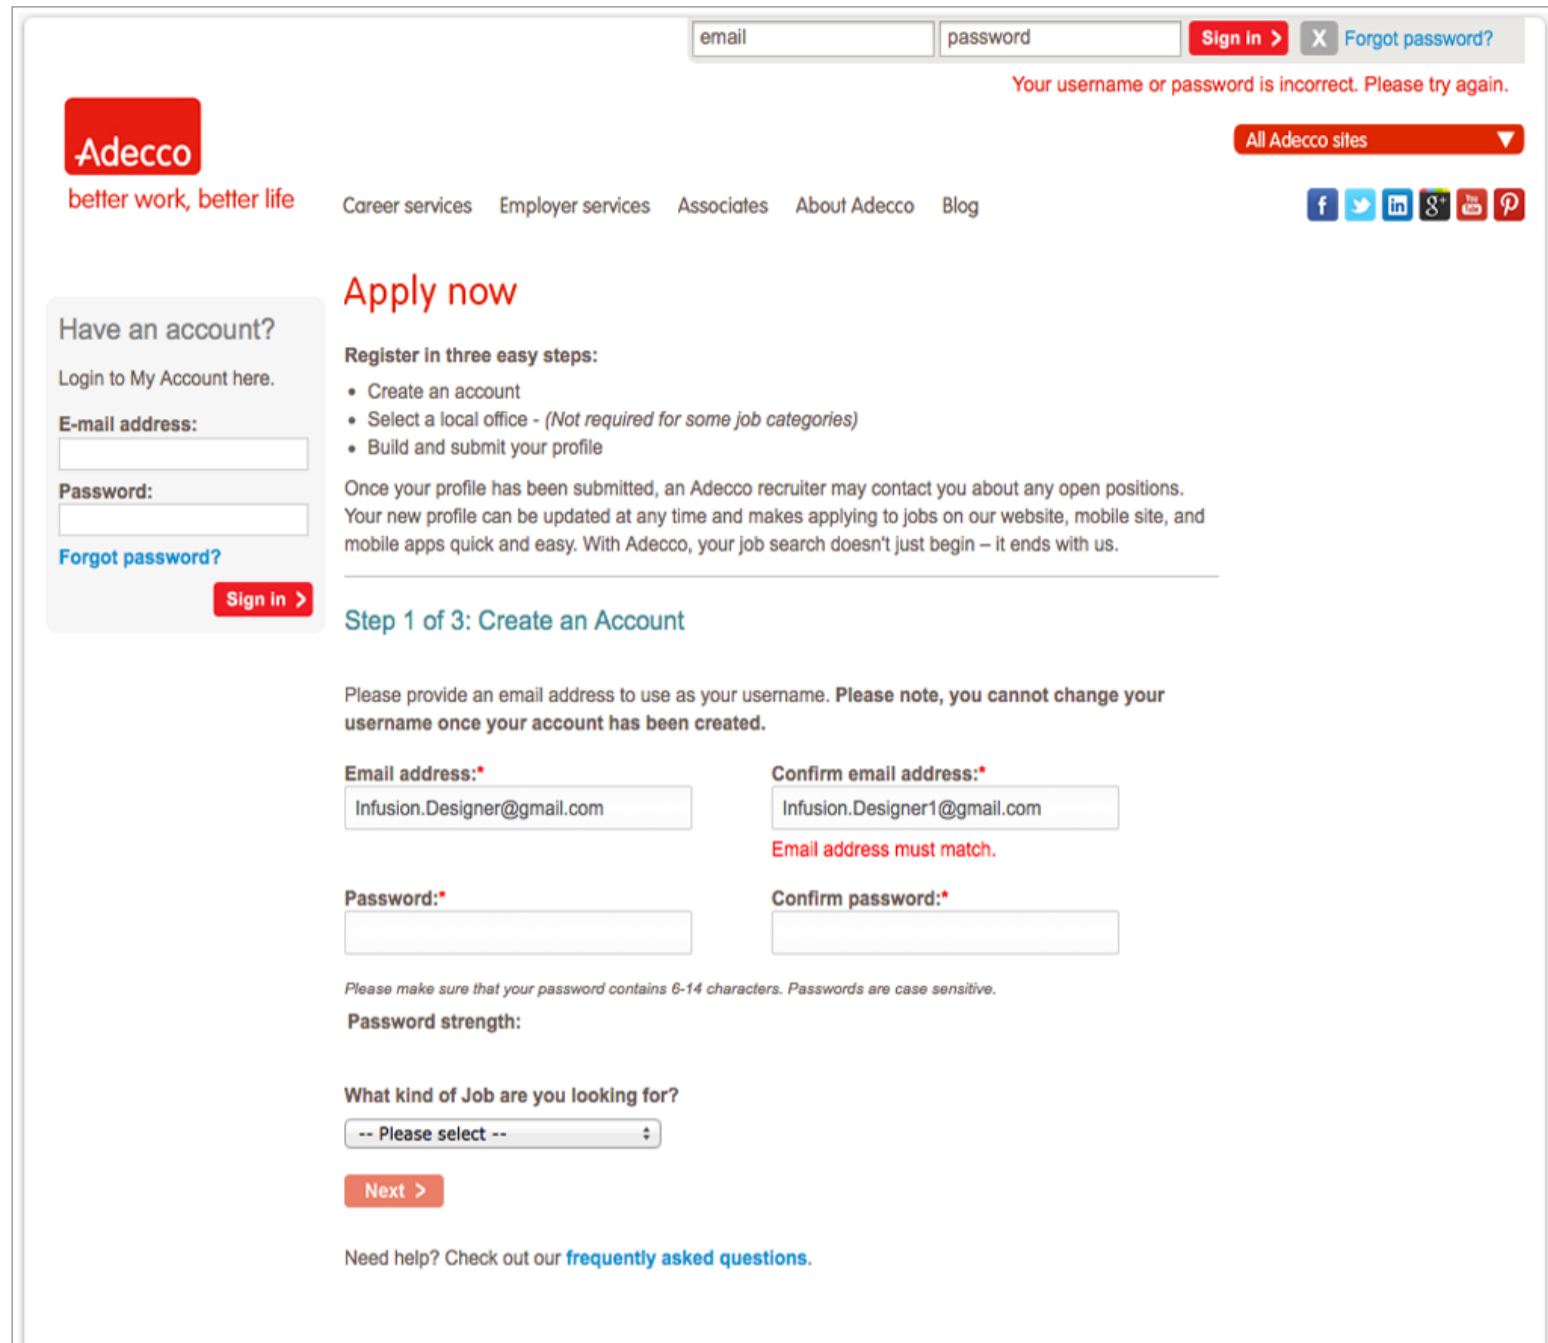 email password Sign in > X Forgot password?
Your username or password is incorrect. Please try again.
Adecco
better work, better life
All Adecco sites
Career services Employer services Associates About Adecco Blog
f in g+ You Tube P
Have an account?
Login to My Account here.
E-mail address:
Password:
Forgot password?
Sign in >
Apply now
Register in three easy steps:
• Create an account
• Select a local office - (Not required for some job categories)
• Build and submit your profile
Once your profile has been submitted, an Adecco recruiter may contact you about any open positions.
Your new profile can be updated at any time and makes applying to jobs on our website, mobile site, and
mobile apps quick and easy. With Adecco, your job search doesn't just begin – it ends with us.
Step 1 of 3: Create an Account
Please provide an email address to use as your username. Please note, you cannot change your
username once your account has been created.
Email address:* Confirm email address:*
Infusion.Designer@gmail.com Infusion.Designer1@gmail.com
Email address must match.
Password:* Confirm password:*
Please make sure that your password contains 6-14 characters. Passwords are case sensitive.
Password strength:
What kind of Job are you looking for?
-- Please select --
Next >
Need help? Check out our frequently asked questions.